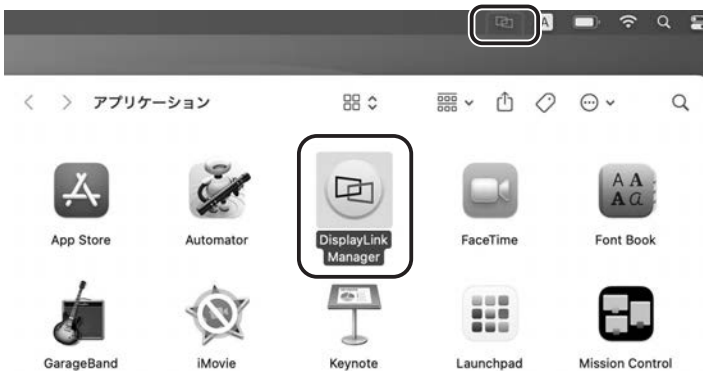 A
アプリケーション
App Store
Automator
DisplayLink
Manager
FaceTime
Font Book
A A
A a
GarageBand
iMovie
Keynote
Launchpad
Mission Control